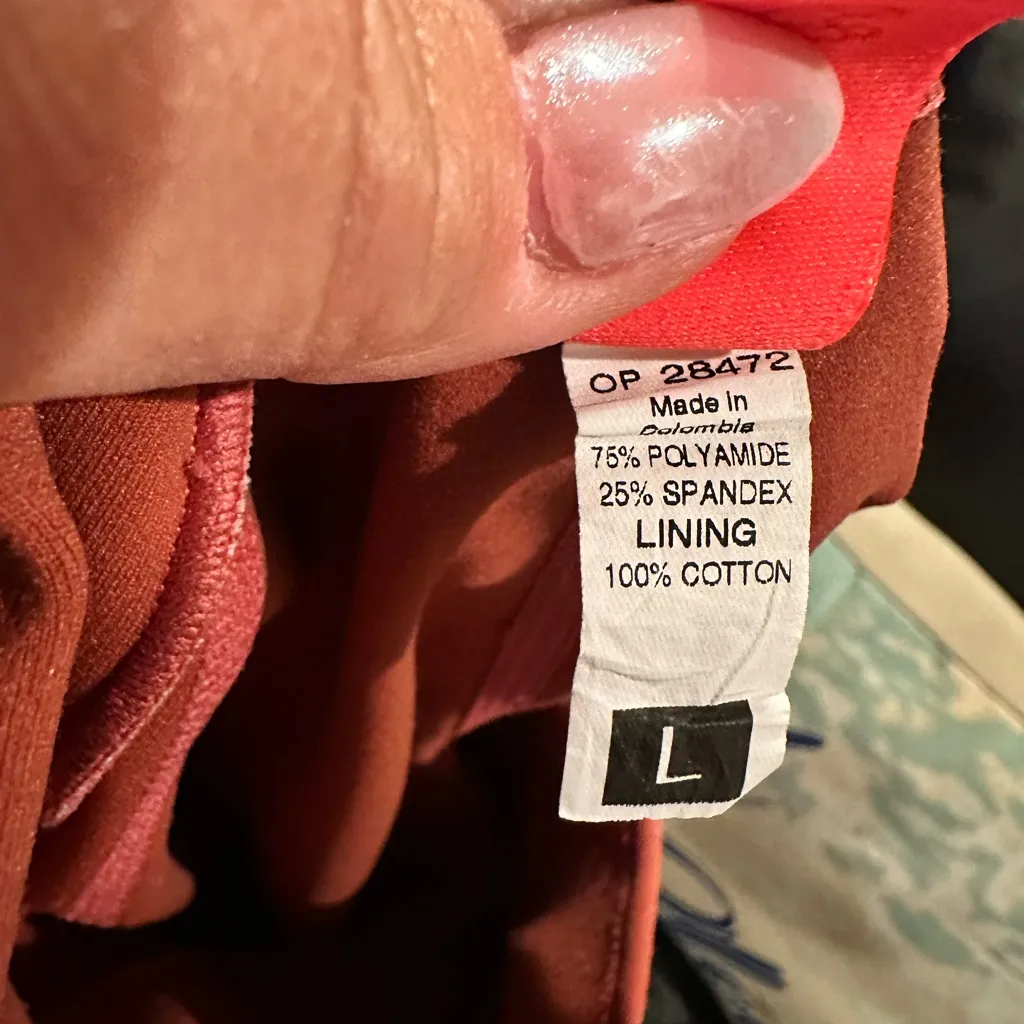 OP 28472
Made in
Colombia
75% POLYAMIDE
25% SPANDEX
LINING
100% COTTON
L